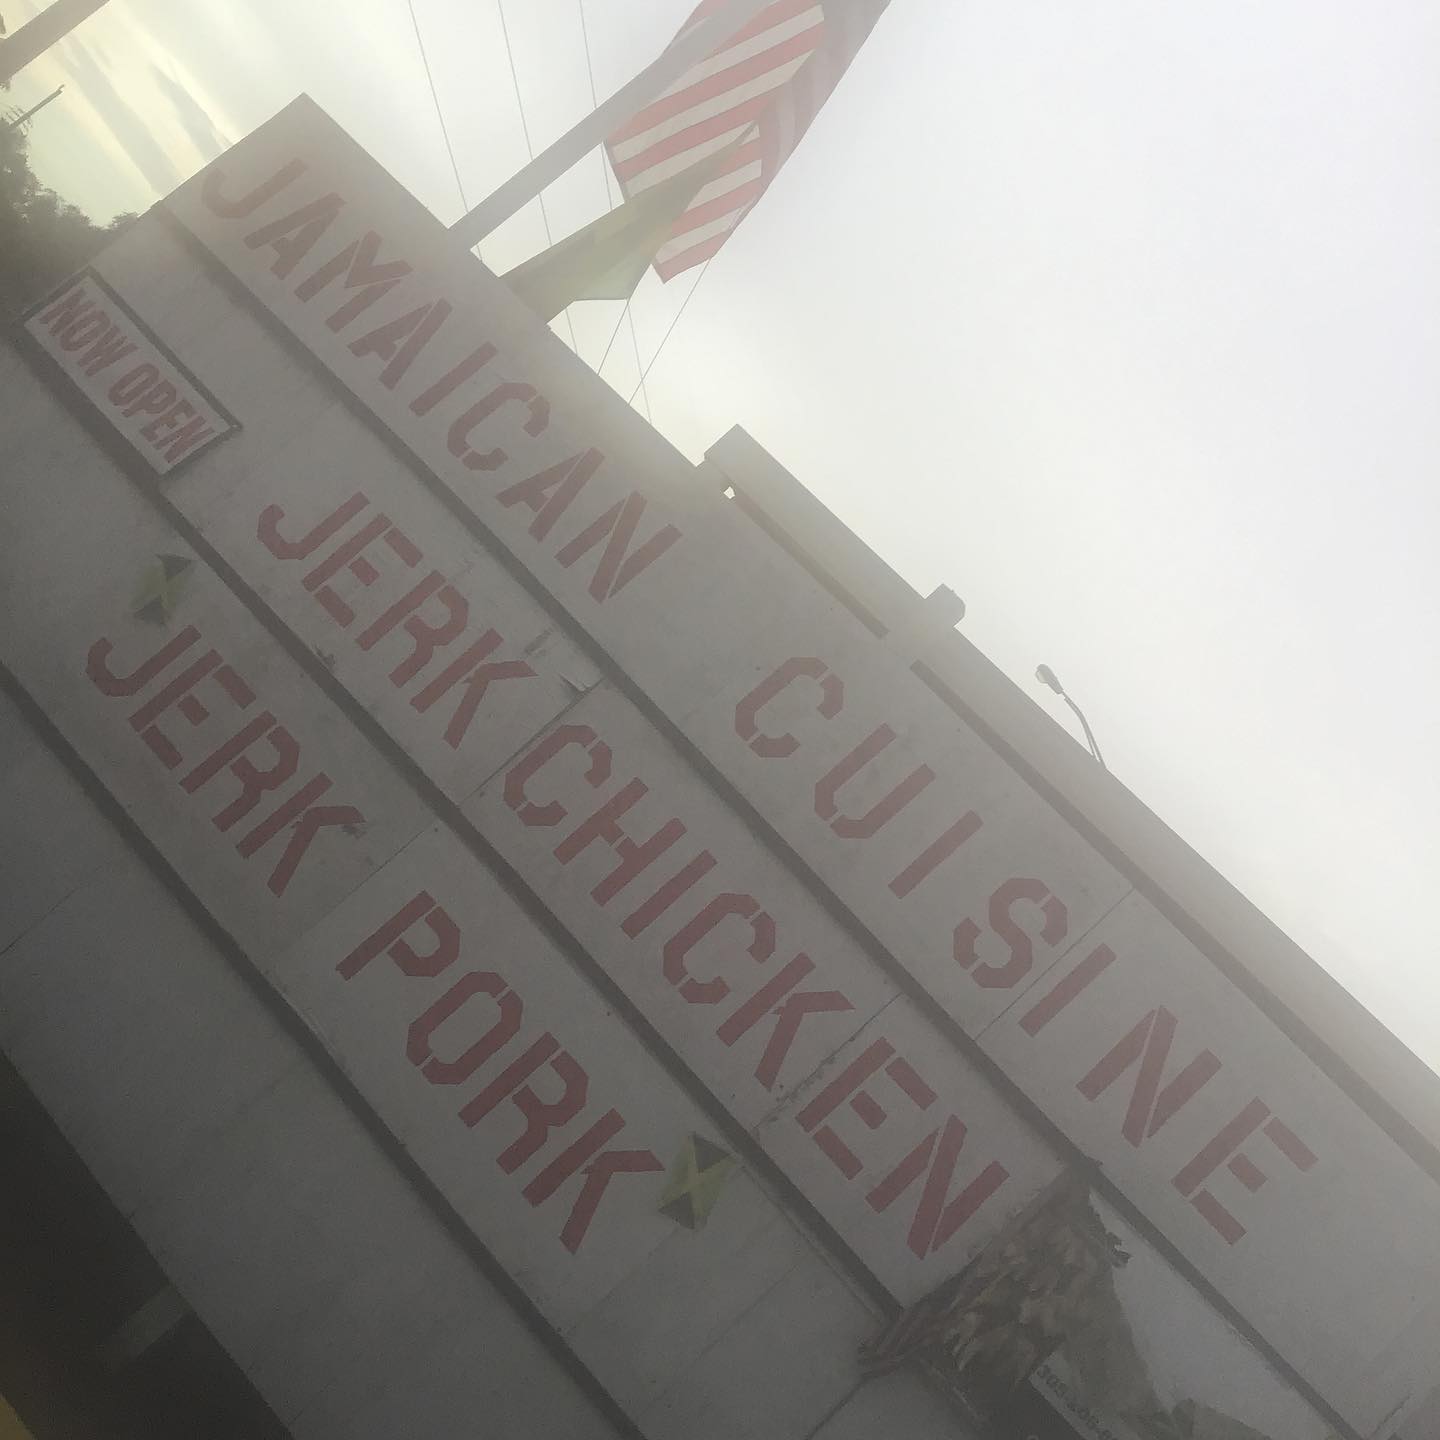 JAMAICAN CUISINE
NOW OPEN
JERK CHICKEN
JERK PORK